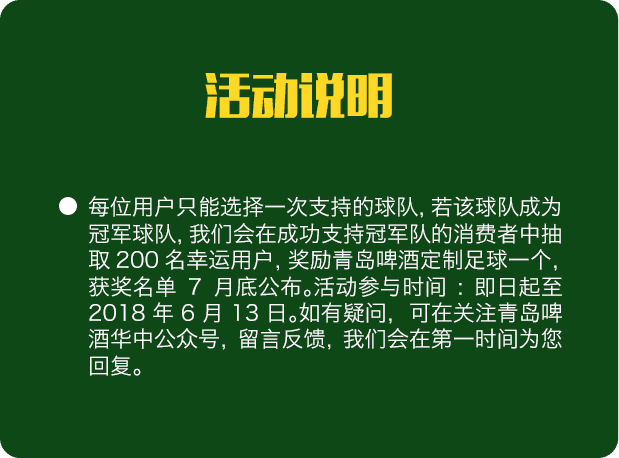 活动说明
● 每位用户只能选择一次支持的球队, 若该球队成为
冠军球队, 我们会在成功支持冠军队的消费者中抽
取 200 名幸运用户, 奖励青岛啤酒定制足球一个,
获奖名单 7 月底公布。活动参与时间 : 即日起至
2018 年 6 月 13 日。如有疑问, 可在关注青岛啤
酒华中公众号, 留言反馈, 我们会在第一时间为您
回复。